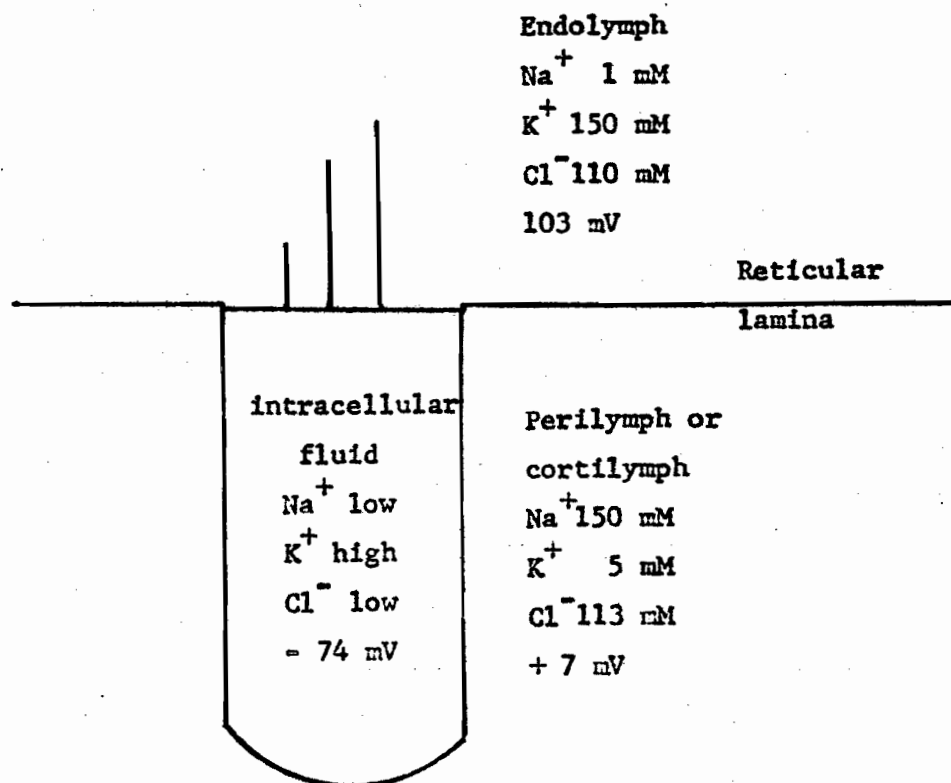 Endolymph
Na+ 1 mM
K+ 150 mM
Cl-110 mM
103 mV
Reticular
lamina
intracellular
fluid
Na+ low
K+ high
Cl- low
- 74 mV
Perilymph or
cortilymph
Na+150 mM
K+ 5 mM
Cl-113 mM
+ 7 mV